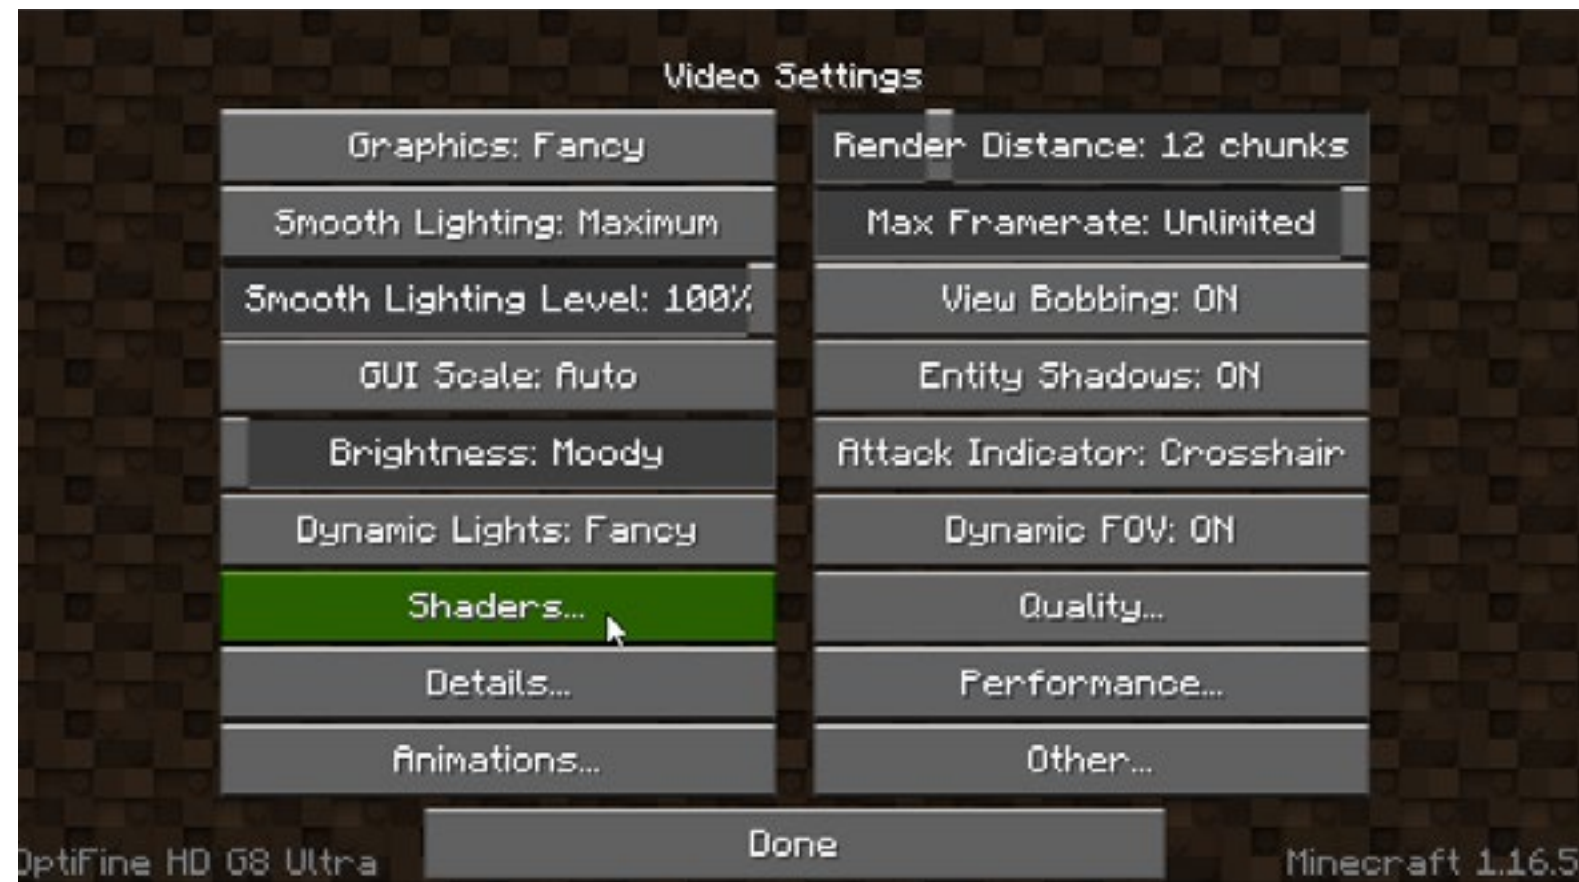 Video Settings
Graphics: Fancy
Render Distance: 12 chunks
Smooth Lighting: Maximum
Max Framerate: Unlimited
Smooth Lighting Level: 100%
View Bobbing: ON
GUI Scale: Auto
Entity Shadows: ON
Brightness: Moody
Attack Indicator: Crosshair
Dynamic Lights: Fancy
Dynamic FOV: ON
Shaders...
Quality...
Details...
Performance...
Animations...
Other...
Done
OptiFine HD G8 Ultra
Minecraft 1.16.5